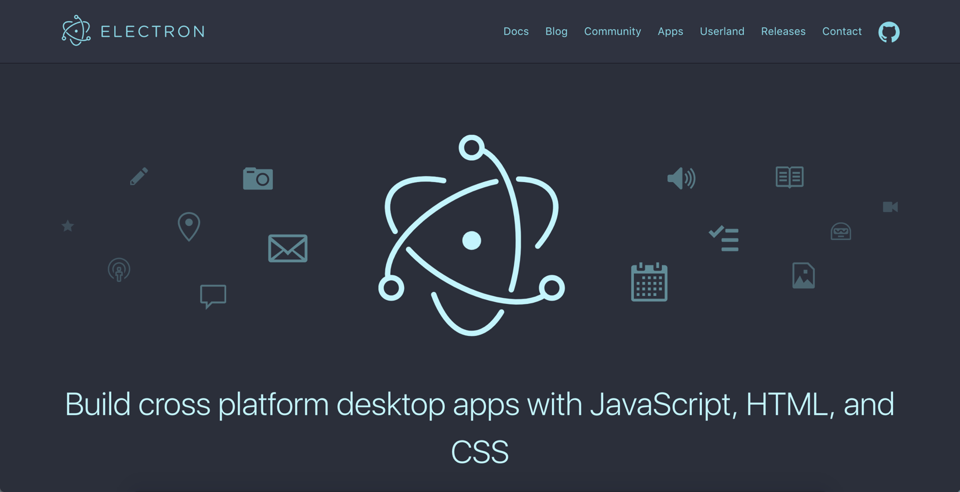 ELECTRON
Docs Blog Community Apps Userland Releases Contact
Build cross platform desktop apps with JavaScript, HTML, and
CSS